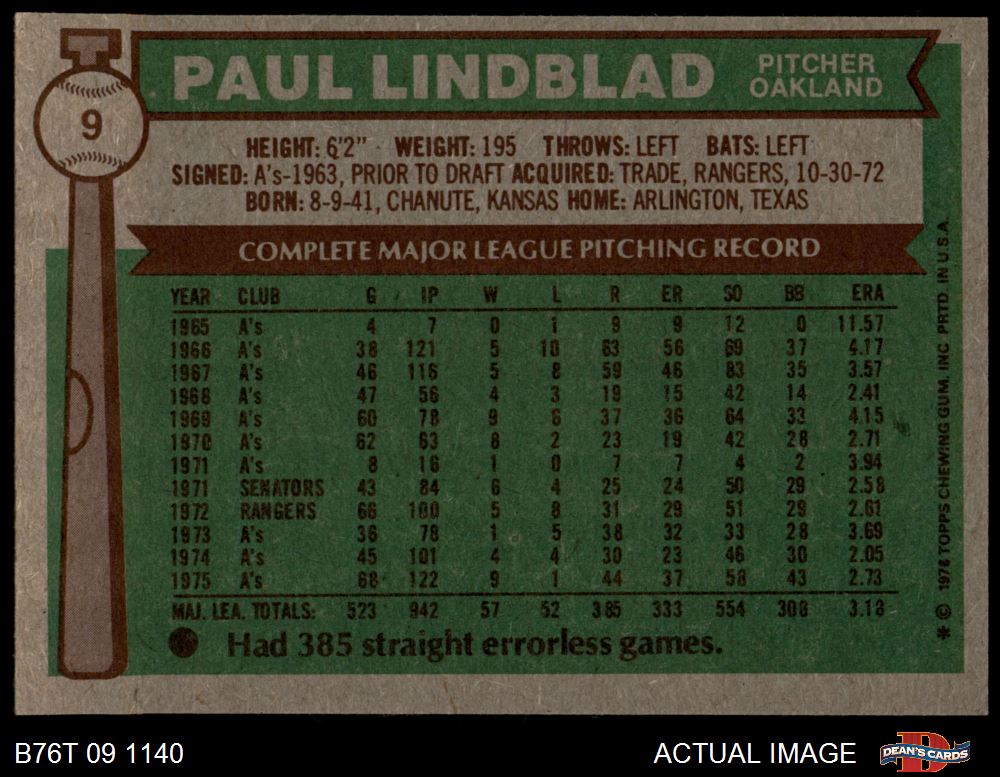 PAUL LINDBLAD PITCHER OAKLAND
9
HEIGHT: 6'2" WEIGHT: 195 THROWS: LEFT BATS: LEFT
SIGNED: A's-1963, PRIOR TO DRAFT ACQUIRED: TRADE, RANGERS, 10-30-72
BORN: 8-9-41, CHANUTE, KANSAS HOME: ARLINGTON, TEXAS
COMPLETE MAJOR LEAGUE PITCHING RECORD
YEAR CLUB G IP W L R ER SO BB ERA
1965 A's 4 7 0 1 9 9 12 0 11.57
1966 A's 38 121 5 10 63 56 69 37 4.17
1967 A's 46 116 5 8 59 46 83 35 3.57
1968 A's 47 56 4 3 19 15 42 14 2.41
1969 A's 60 78 9 6 37 36 64 33 4.15
1970 A's 62 63 8 2 23 19 42 28 2.71
1971 A's 8 16 1 0 7 7 4 2 3.94
1971 SENATORS 43 84 6 4 25 24 50 29 2.58
1972 RANGERS 66 100 5 8 31 29 51 29 2.61
1973 A's 36 78 1 5 38 32 33 28 3.69
1974 A's 45 101 4 4 30 23 46 30 2.05
1975 A's 68 122 9 1 44 37 58 43 2.73
MAJ. LEA. TOTALS: 523 942 57 52 385 333 554 308 3.18
Had 385 straight errorless games.
* © 1976 TOPPS CHEWING GUM, INC PRTD. IN U.S.A.
B76T 09 1140
ACTUAL IMAGE
D
DEAN'S CARDS